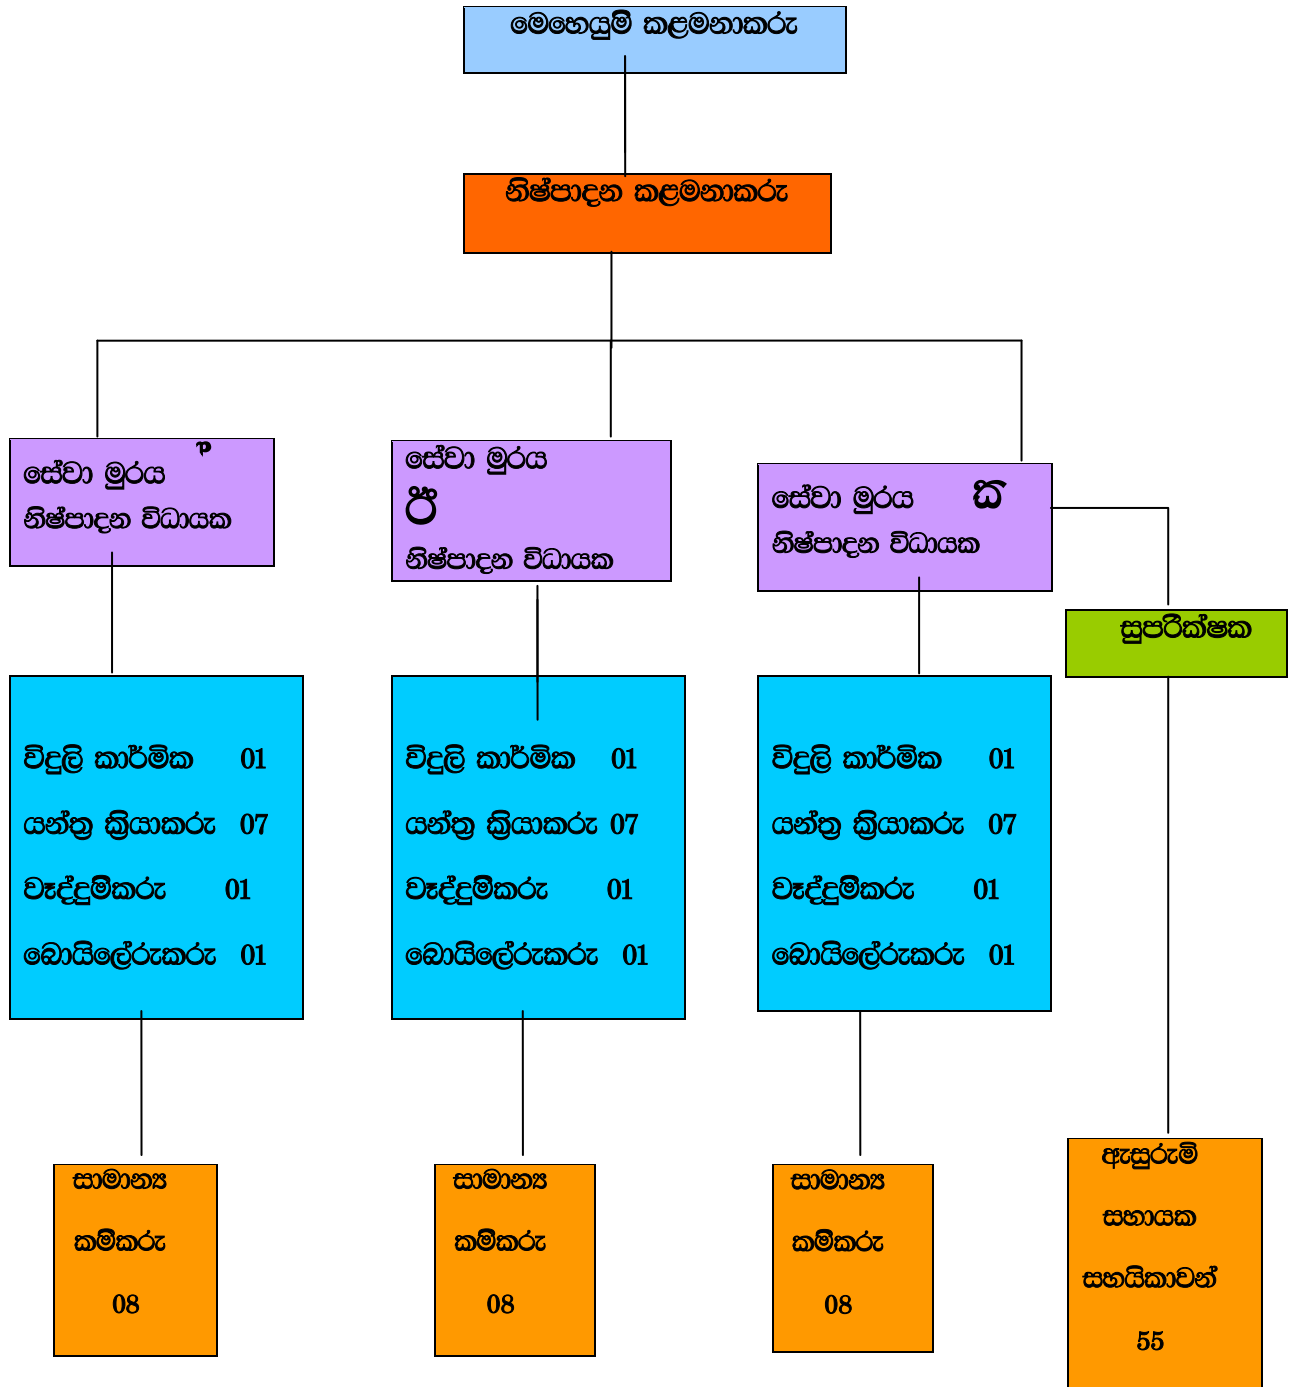 මෙහෙයුම් කළමනාකරු
නිෂ්පාදන කළමනාකරු
සේවා මුරය
නිෂ්පාදන විධායක
සේවා මුරය
ඊ
නිෂ්පාදන විධායක
සේවා මුරය
නිෂ්පාදන විධායක
සුපරීක්ෂක
විදුලි කාර්මික 01
යන්ත්‍ර ක්‍රියාකරු 07
වෑද්දුම්කරු 01
බොයිලේරුකරු 01
විදුලි කාර්මික 01
යන්ත්‍ර ක්‍රියාකරු 07
වෑද්දුම්කරු 01
බොයිලේරුකරු 01
විදුලි කාර්මික 01
යන්ත්‍ර ක්‍රියාකරු 07
වෑද්දුම්කරු 01
බොයිලේරුකරු 01
සාමාන්‍ය
කම්කරු
08
සාමාන්‍ය
කම්කරු
08
සාමාන්‍ය
කම්කරු
08
ඇසුරුම්
සහායක
සහයිකාවන්
55